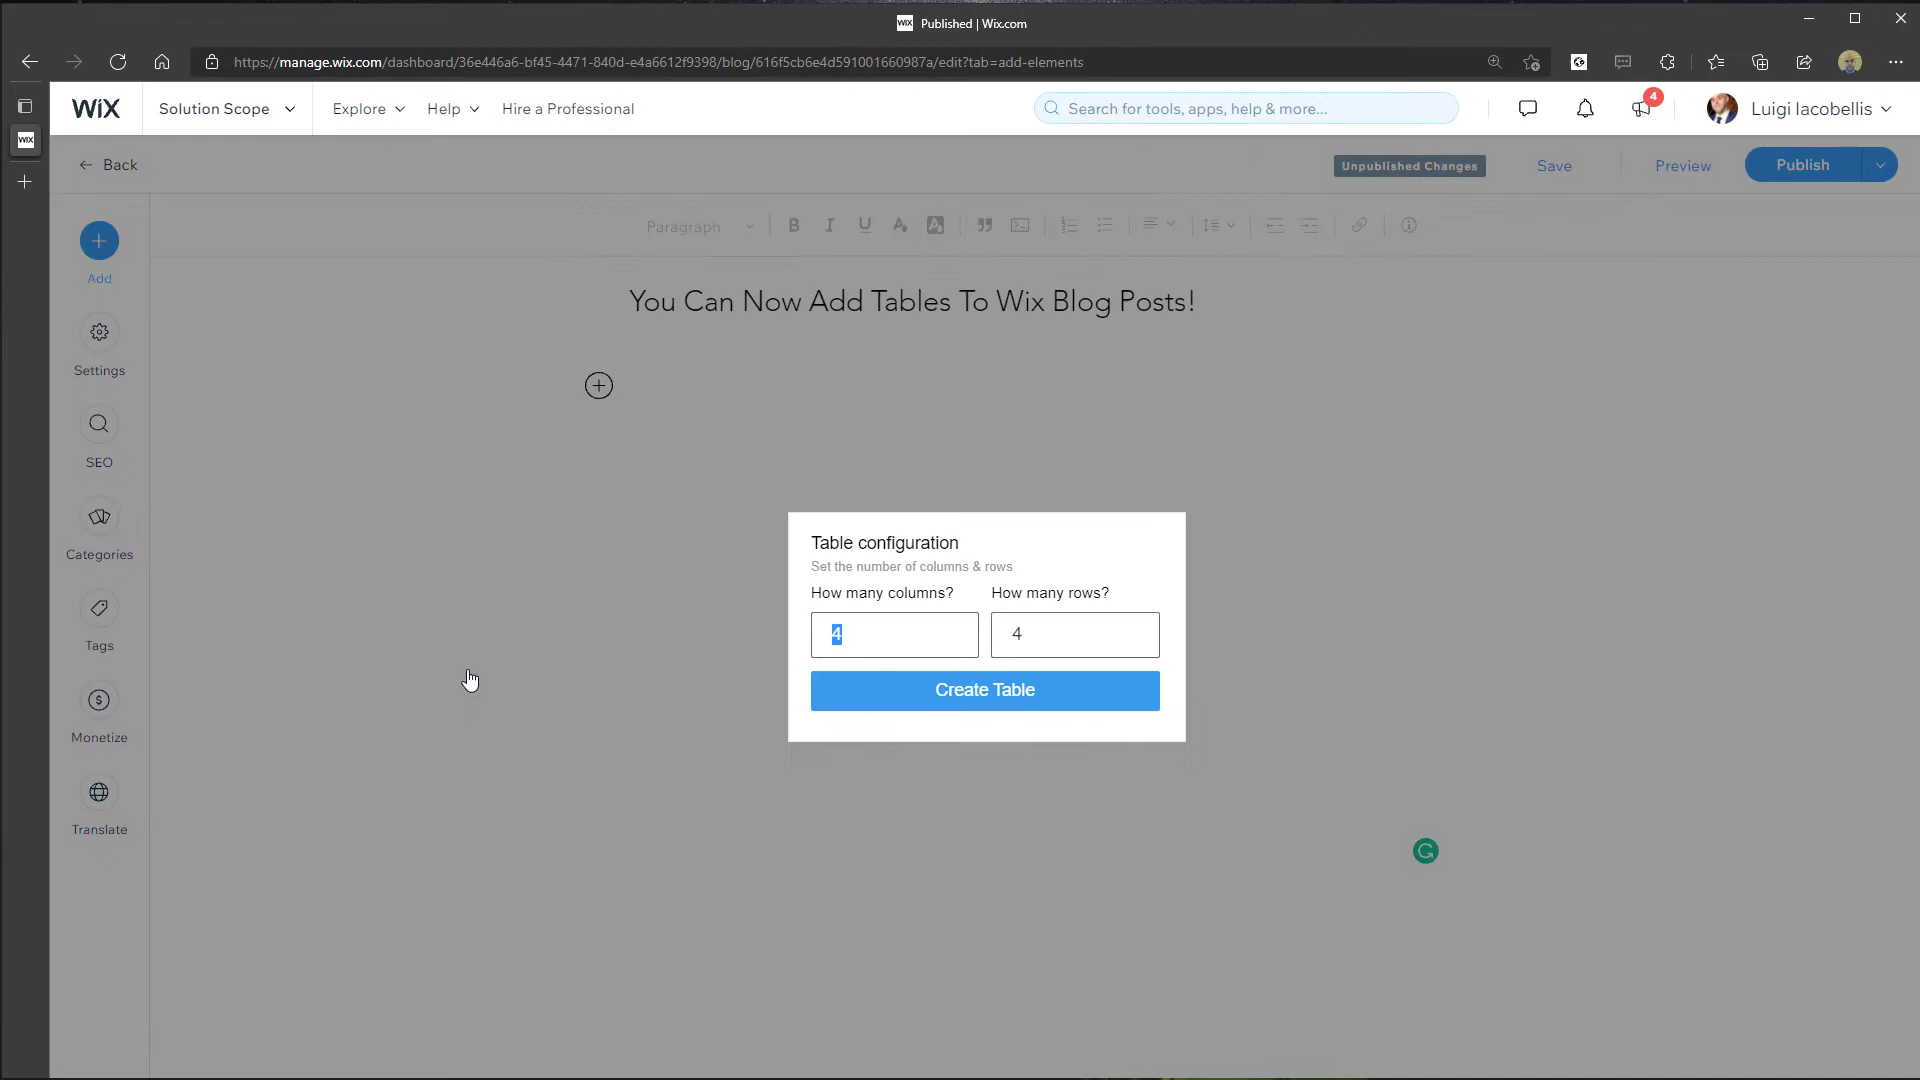 WiX Published | Wix.com
https://manage.wix.com/dashboard/36e446a6-bf45-4471-840d-e4a6612f9398/blog/616f5cb6e4d591001660987a/edit?tab=add-elements
WiX Solution Scope Explore Help Hire a Professional Search for tools, apps, help & more... 4 Luigi Iacobellis
WiX
Back Unpublished Changes Save Preview Publish
Paragraph B I U A A
Add
You Can Now Add Tables To Wix Blog Posts!
Settings
SEO
Categories
Tags
Monetize
Translate
Table configuration
Set the number of columns & rows
How many columns? How many rows?
4 4
Create Table